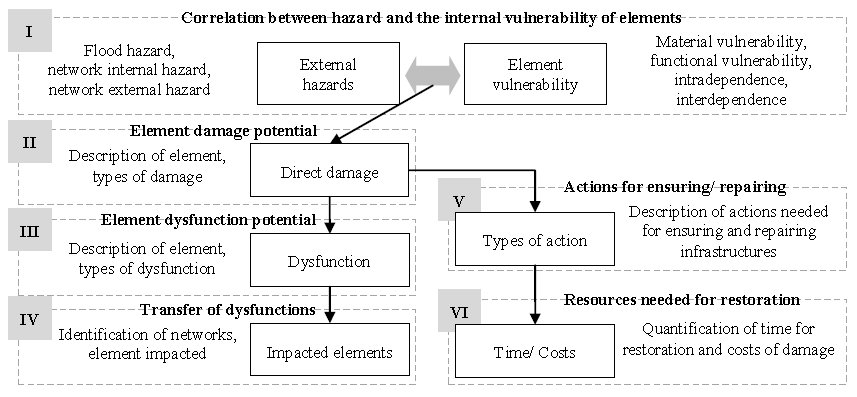 I
Correlation between hazard and the internal vulnerability of elements
Flood hazard,
network internal hazard,
network external hazard
External
hazards
Element
vulnerability
Material vulnerability,
functional vulnerability,
intradependence,
interdependence
II
Element damage potential
Description of element,
types of damage
Direct damage
III
Element dysfunction potential
Description of element,
types of dysfunction
Dysfunction
IV
Transfer of dysfunctions
Identification of networks,
element impacted
Impacted elements
V
Actions for ensuring/ repairing
Types of action
Description of actions needed
for ensuring and repairing
infrastructures
VI
Resources needed for restoration
Time/ Costs
Quantification of time for
restoration and costs of damage